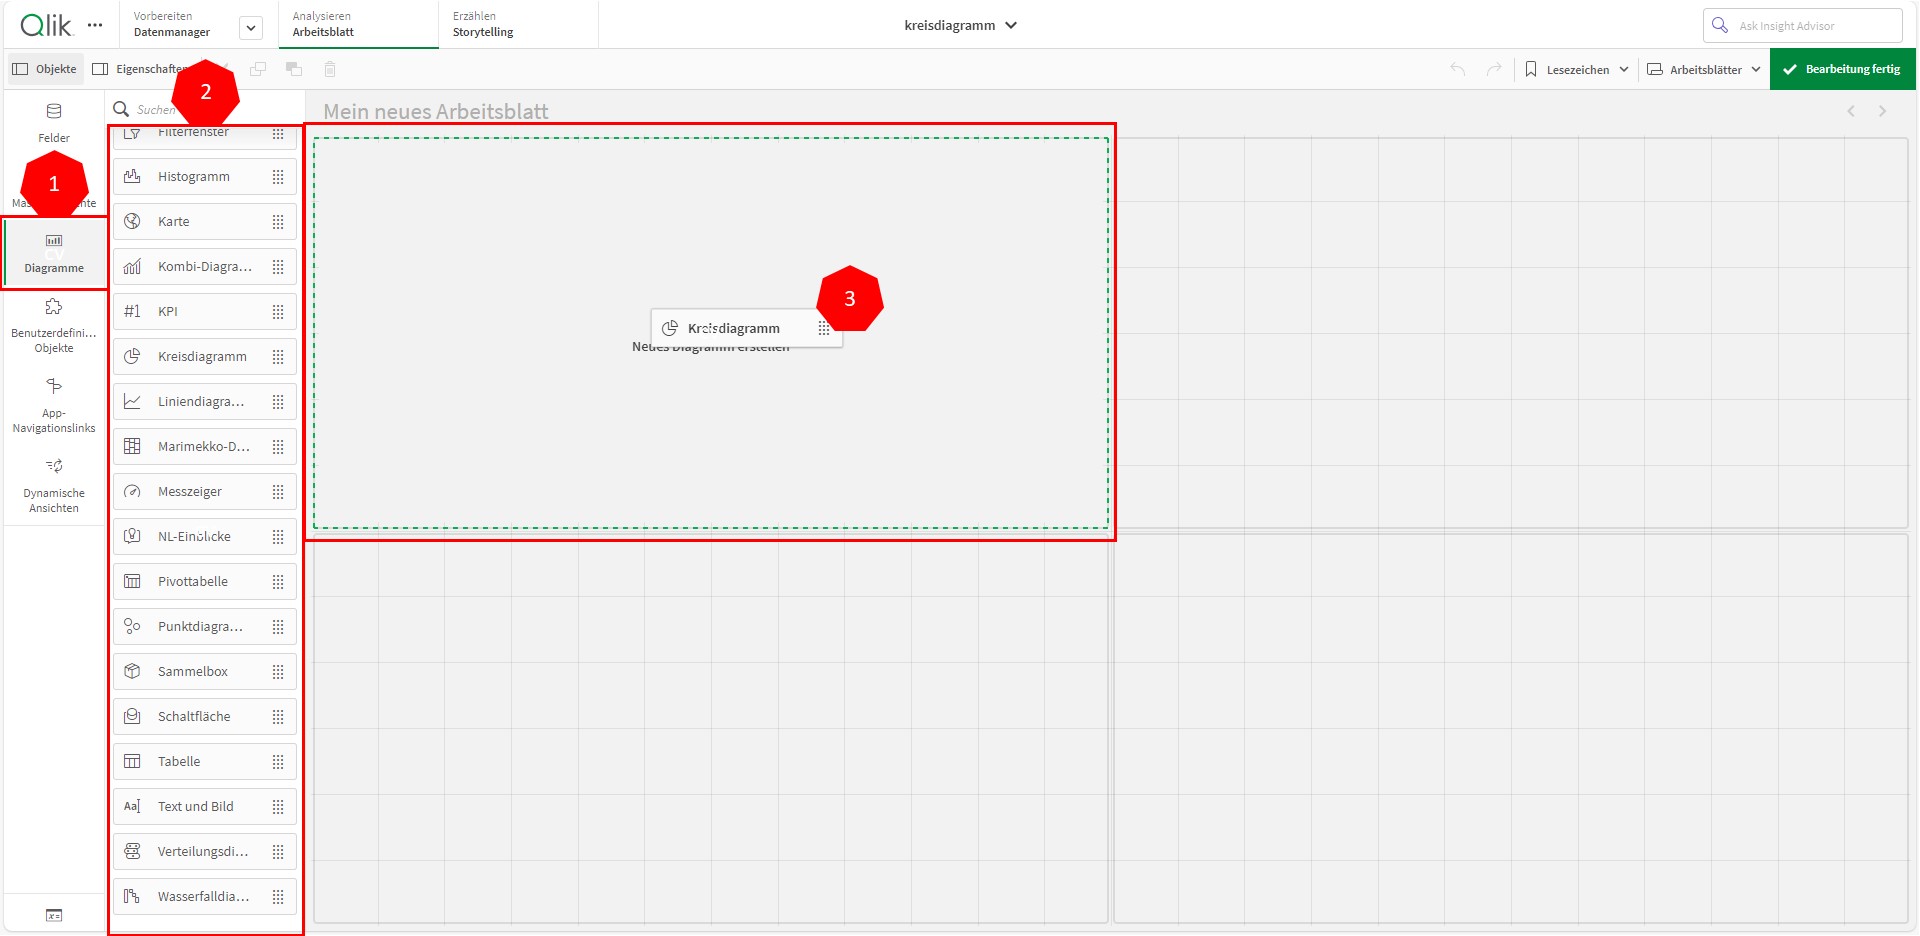 Qlik
Vorbereiten
Datenmanager
Analysieren
Arbeitsblatt
Erzählen
Storytelling
kreisdiagramm
Ask Insight Advisor
Objekte
Eigenschaften
Lesezeichen
Arbeitsblätter
Bearbeitung fertig
2
Suchen
Mein neues Arbeitsblatt
Felder
1
Diagramme
Benutzerdefini...
Objekte
App-
Navigationslinks
Dynamische
Ansichten
Filterfenster
Histogramm
Karte
Kombi-Diagra...
#1 KPI
Kreisdiagramm
Liniendiagra...
Marimekko-D...
Messzeiger
NL-Einblicke
Pivottabelle
Punktdiagra...
Sammelbox
Schaltfläche
Tabelle
Aa Text und Bild
Verteilungsdi...
Wasserfalldia...
3
Kreisdiagramm
Neues Diagramm erstellen